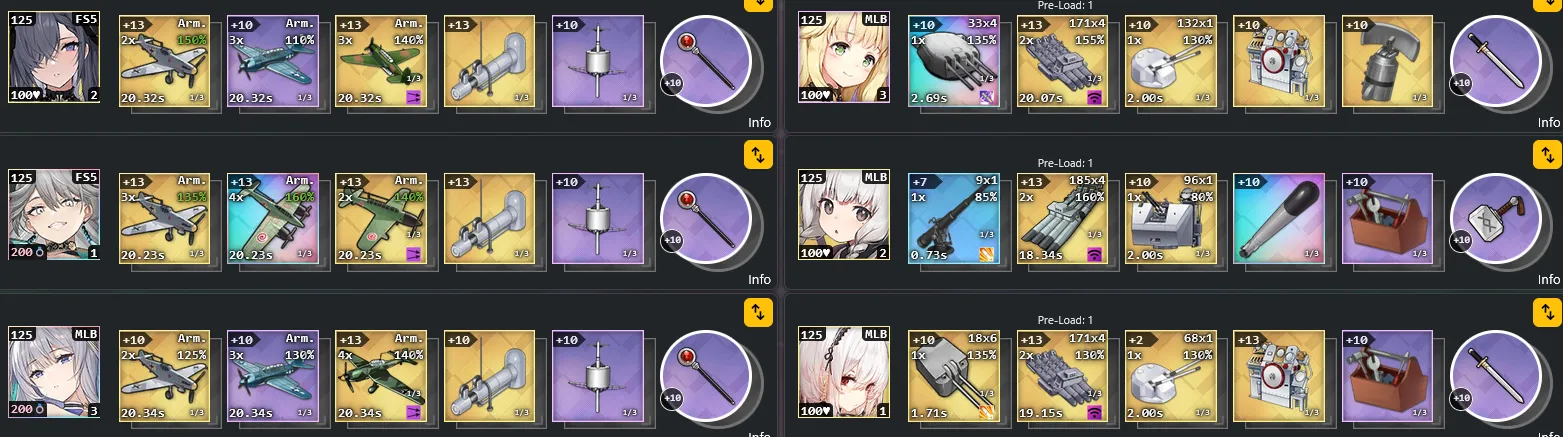 125 FS5
100♥ 2
+13 Arm.
2x 150%
20.32s 1/3
+10 Arm.
3x 110%
20.32s 1/3
+13 Arm.
3x 140%
1/3
20.32s
+13
1/3
+10
1/3
+10
Info
Pre-Load: 1
125 MLB
100♥ 3
+10 33x4
1x 135%
2.69s
+13 171x4
2x 155%
1/3
20.07s
+10 132x1
1x 130%
2.00s 1/3
+10
1/3
+10
1/3
+10
Info
125 FS5
200 1
+13 Arm.
3x 135%
20.23s 1/3
+13 Arm.
4x 160%
20.23s 1/3
+13 Arm.
2x 140%
1/3
20.23s
+13
1/3
+10
1/3
+10
Info
Pre-Load: 1
125 MLB
100♥ 2
+7 9x1
1x 85%
1/3
0.73s
+13 185x4
2x 160%
1/3
18.34s
+10 96x1
1x 80%
2.00s 1/3
+10
1/3
+10
1/3
+10
Info
125 MLB
200 3
+10 Arm.
2x 125%
20.34s 1/3
+10 Arm.
3x 130%
20.34s 1/3
+13 Arm.
4x 140%
1/3
20.34s
+10
1/3
+10
1/3
+10
Info
Pre-Load: 1
125 MLB
100♥ 1
+10 18x6
1x 135%
1/3
1.71s
+13 171x4
2x 130%
1/3
19.15s
+2 68x1
1x 130%
2.00s 1/3
+13
1/3
+10
1/3
+10
Info